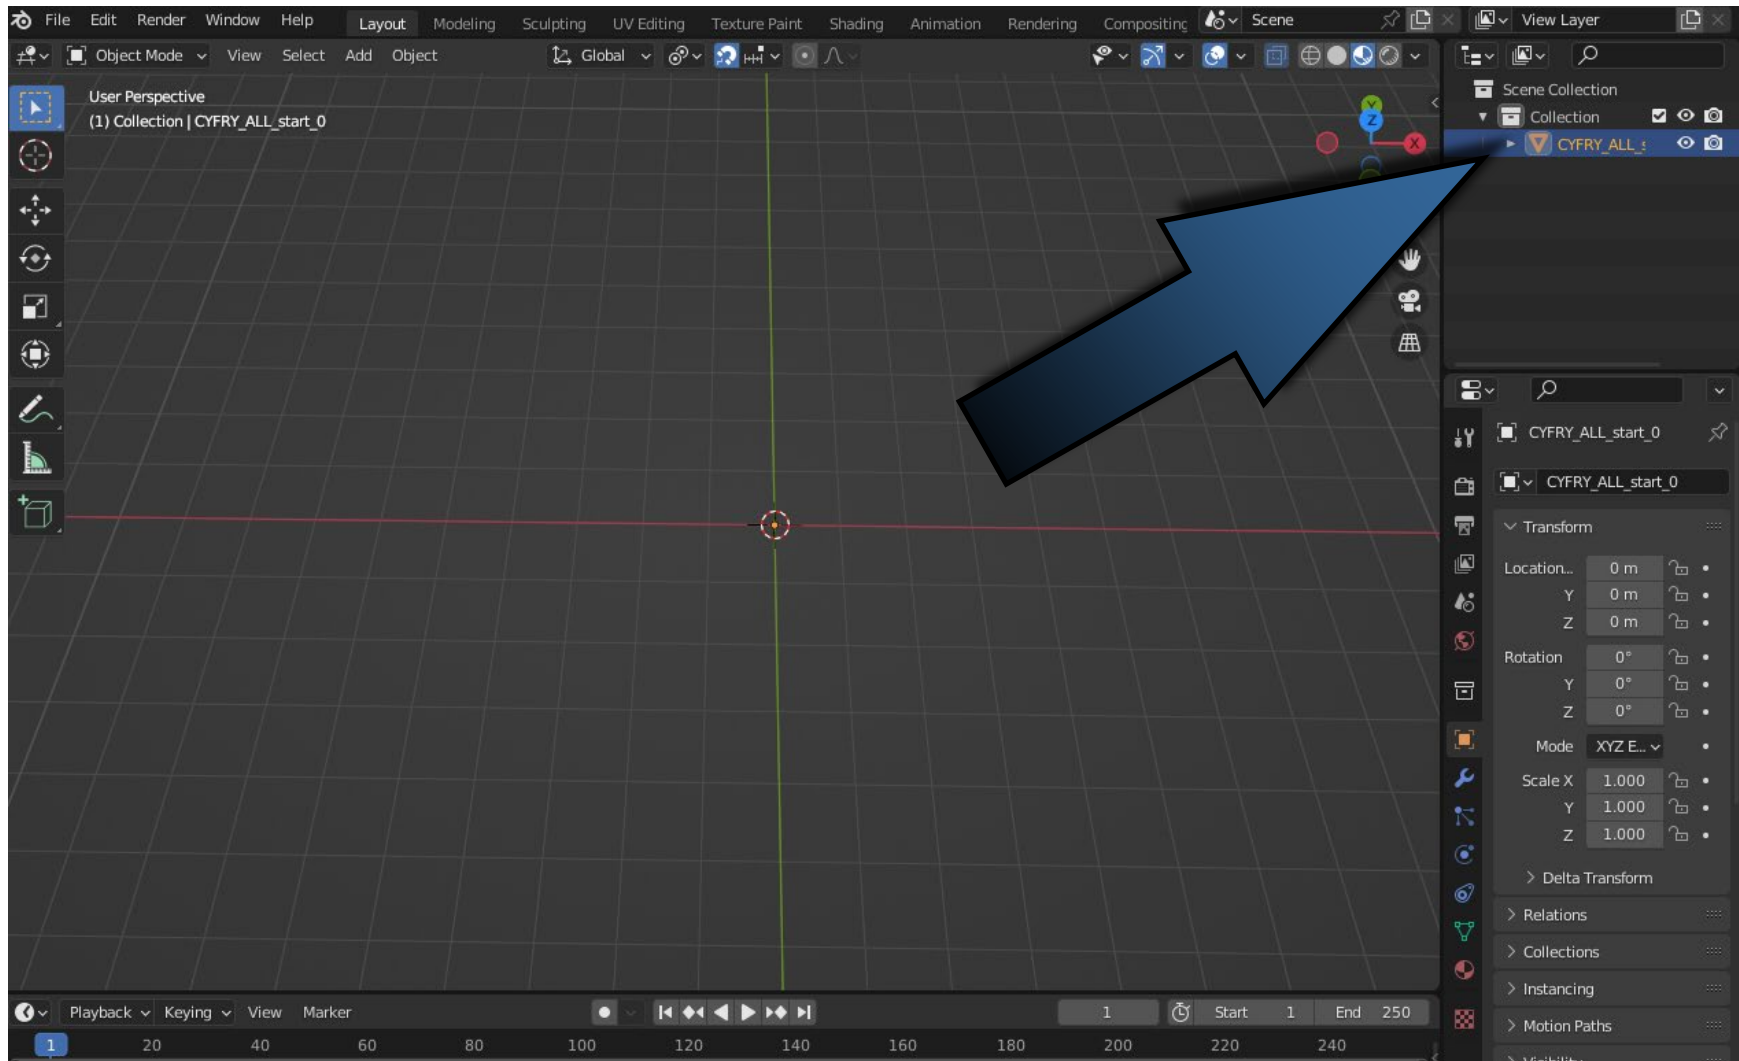 File Edit Render Window Help Layout Modeling Sculpting UV Editing Texture Paint Shading Animation Rendering Compositing Scene View Layer
Object Mode View Select Add Object Global
User Perspective
(1) Collection | CYFRY_ALL_start_0
X
Y
Z
Scene Collection
Collection
CYFRY_ALL_s
CYFRY_ALL_start_0
CYFRY_ALL_start_0
Transform
Location... 0 m
Y 0 m
Z 0 m
Rotation 0°
Y 0°
Z 0°
Mode XYZ E...
Scale X 1.000
Y 1.000
Z 1.000
Delta Transform
Relations
Collections
Instancing
Motion Paths
Visibility
Playback Keying View Marker 1 Start 1 End 250
1 20 40 60 80 100 120 140 160 180 200 220 240